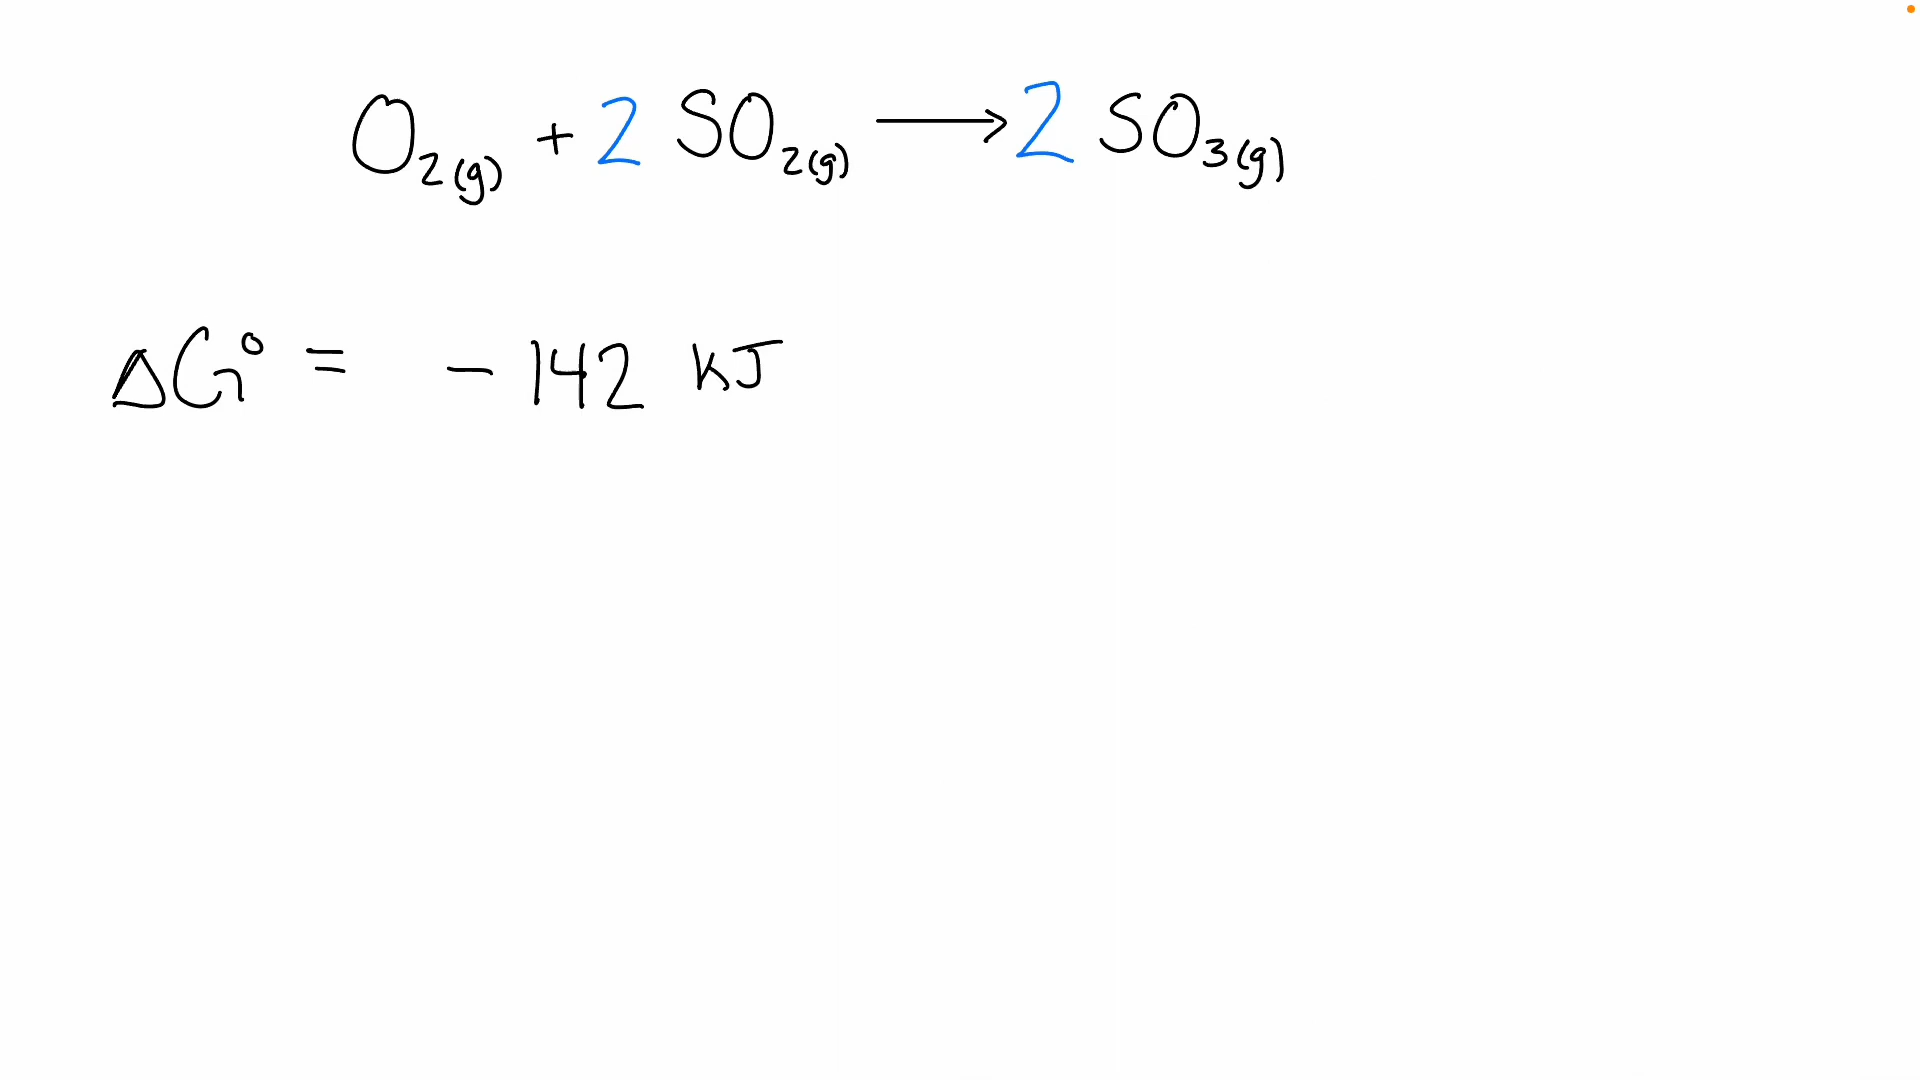 O₂(g) + 2 SO₂(g) ⟶ 2 SO₃(g)
ΔG° = - 142 kJ